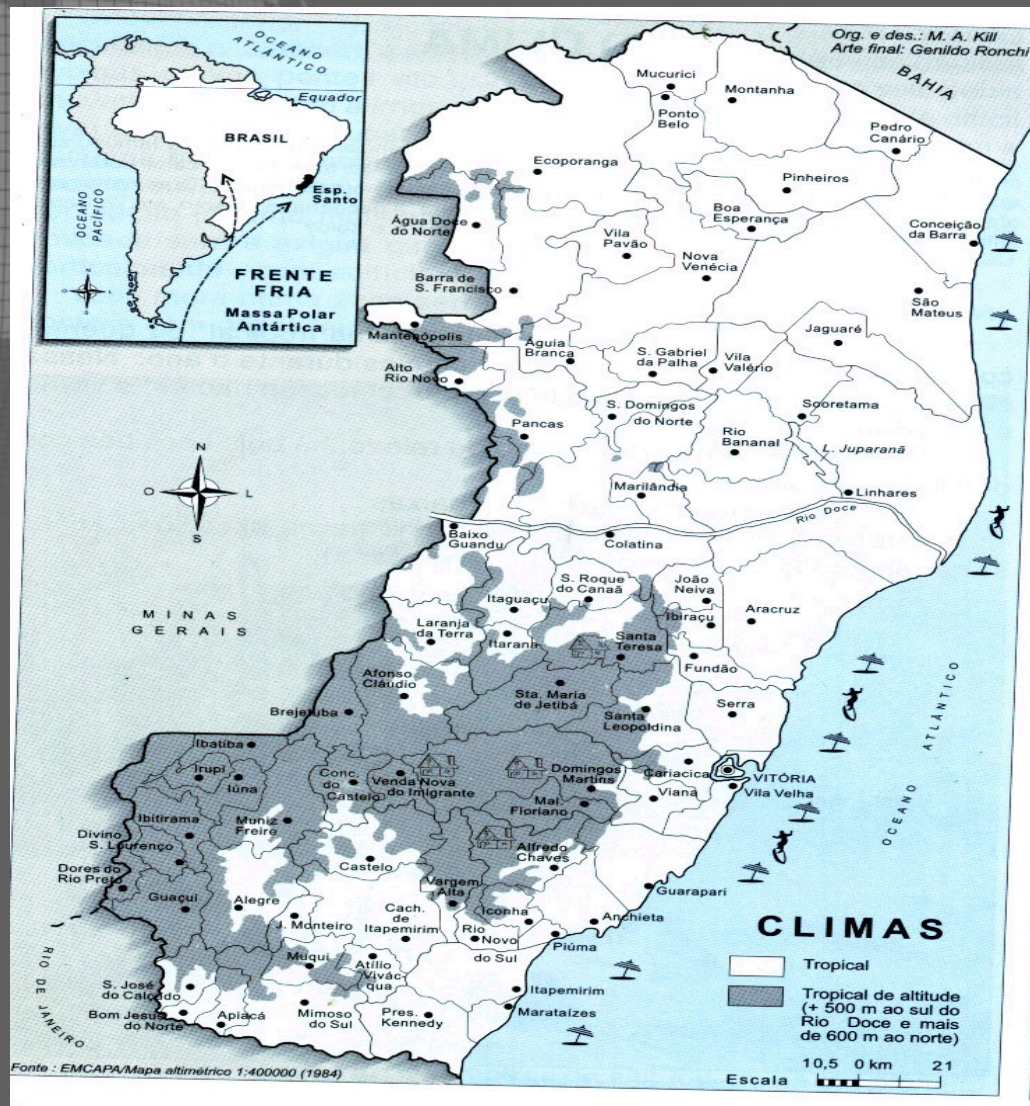 Org. e des.: M. A. Kill
Arte final: Genildo Ronchi
OCEANO
ATLÂNTICO
Equador
BRASIL
Esp.
Santo
OCEANO
PACÍFICO
N
O
L
S
FRENTE
FRIA
Massa Polar
Antártica
BAHIA
Mucurici
Montanha
Ponto
Belo
Pedro
Canário
Ecoporanga
Pinheiros
Boa
Esperança
Água Doce
do Norte
Conceição
da Barra
Vila
Pavão
Nova
Venécia
Barra de
S. Francisco
São
Mateus
Mantenópolis
Jaguaré
Águia
Branca
S. Gabriel
da Palha
Vila
Valério
Alto
Rio Novo
S. Domingos
do Norte
Sooretama
Pancas
Rio
Bananal
L. Juparanã
N
O
L
S
Marilândia
Linhares
Rio Doce
Baixo
Guandu
Colatina
S. Roque
do Canaã
João
Neiva
Itaguaçu
Aracruz
MINAS
GERAIS
Laranja
da Terra
Ibiraçu
Itarana
Santa
Teresa
Fundão
Afonso
Cláudio
Sta. Maria
de Jetibá
Brejetuba
Santa
Leopoldina
Serra
OCEANO ATLÂNTICO
Ibatiba
Irupi
Iúna
Conc.
do
Castelo
Venda Nova
do Imigrante
Domingos
Martins
Cariacica
VITÓRIA
Viana
Vila Velha
Mal.
Floriano
Ibitirama
Muniz
Freire
Divino
S. Lourenço
Castelo
Alfredo
Chaves
Dores do
Rio Preto
Vargem
Alta
Guarapari
Guaçuí
Alegre
Iconha
Anchieta
J. Monteiro
Cach.
de
Itapemirim
Rio
Novo
do Sul
Piúma
CLIMAS
Muqui
Atílio
Vivác-
qua
Tropical
RIO DE JANEIRO
S. José
do Calçado
Itapemirim
Tropical de altitude
(+ 500 m ao sul do
Rio Doce e mais
de 600 m ao norte)
Bom Jesus
do Norte
Apiacá
Mimoso
do Sul
Pres.
Kennedy
Marataízes
10,5 0 km 21
Escala
Fonte : EMCAPA/Mapa altimétrico 1:400000 (1984)